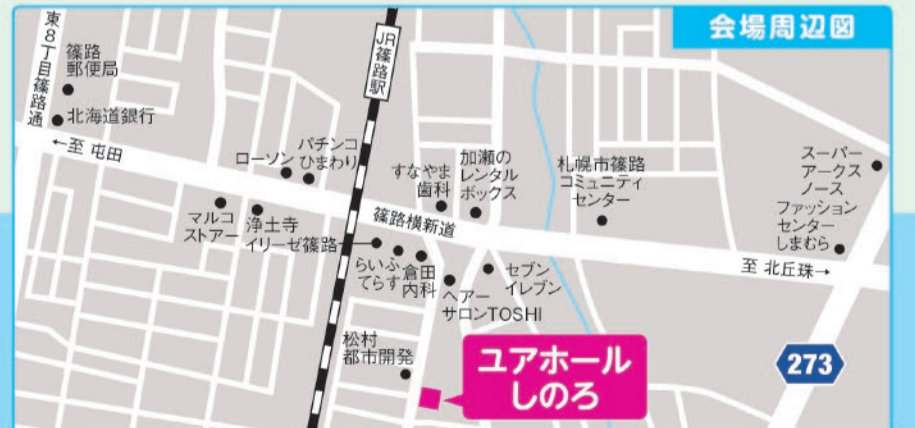 会場周辺図
東8丁目篠路通
篠路
郵便局
北海道銀行
←至 屯田
JR篠路駅
ローソン
パチンコ
ひまわり
すなやま
歯科
加瀬の
レンタル
ボックス
札幌市篠路
コミュニティ
センター
スーパー
アークス
ノース
ファッション
センター
しまむら
マルコ
ストアー
浄土寺
イリーゼ篠路
篠路横新道
至 北丘珠→
らいふ
てらす
倉田
内科
ヘアー
サロンTOSHI
セブン
イレブン
松村
都市開発
ユアホール
しのろ
273